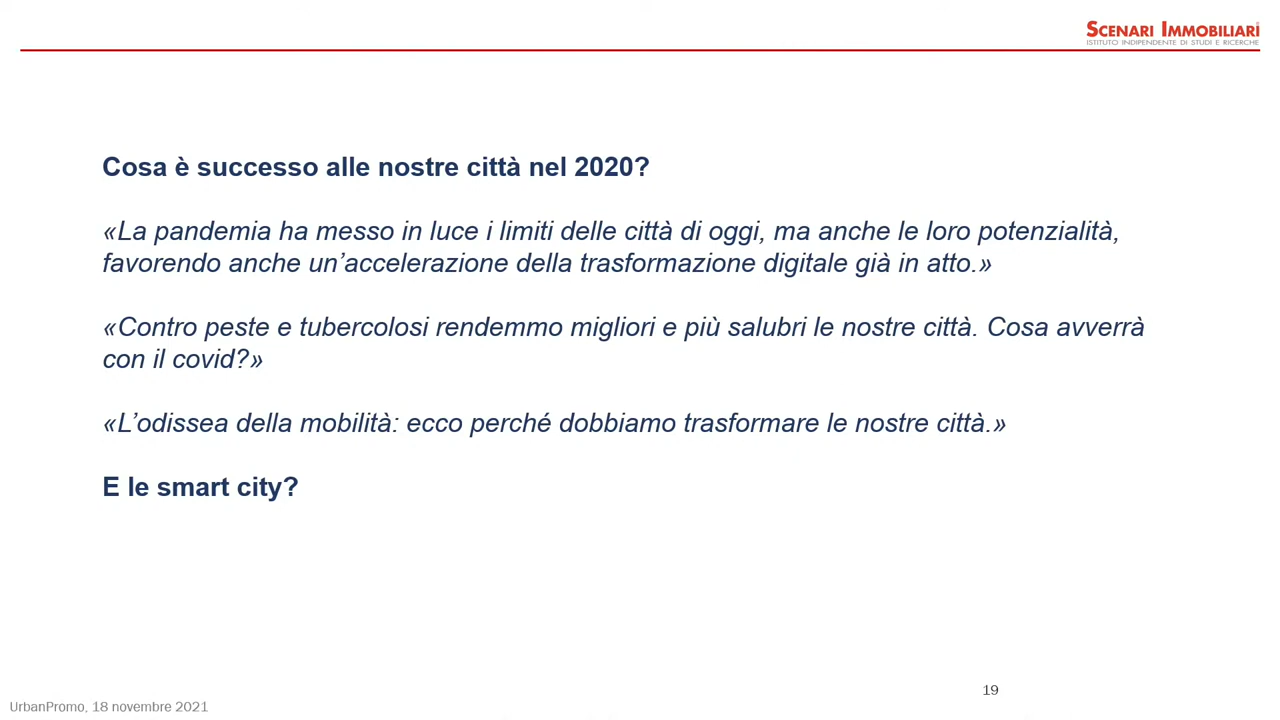 SCENARI IMMOBILIARI
ISTITUTO INDIPENDENTE DI STUDI E RICERCHE
Cosa è successo alle nostre città nel 2020?
«La pandemia ha messo in luce i limiti delle città di oggi, ma anche le loro potenzialità,
favorendo anche un’accelerazione della trasformazione digitale già in atto.»
«Contro peste e tubercolosi rendemmo migliori e più salubri le nostre città. Cosa avverrà
con il covid?»
«L’odissea della mobilità: ecco perché dobbiamo trasformare le nostre città.»
E le smart city?
19
UrbanPromo, 18 novembre 2021